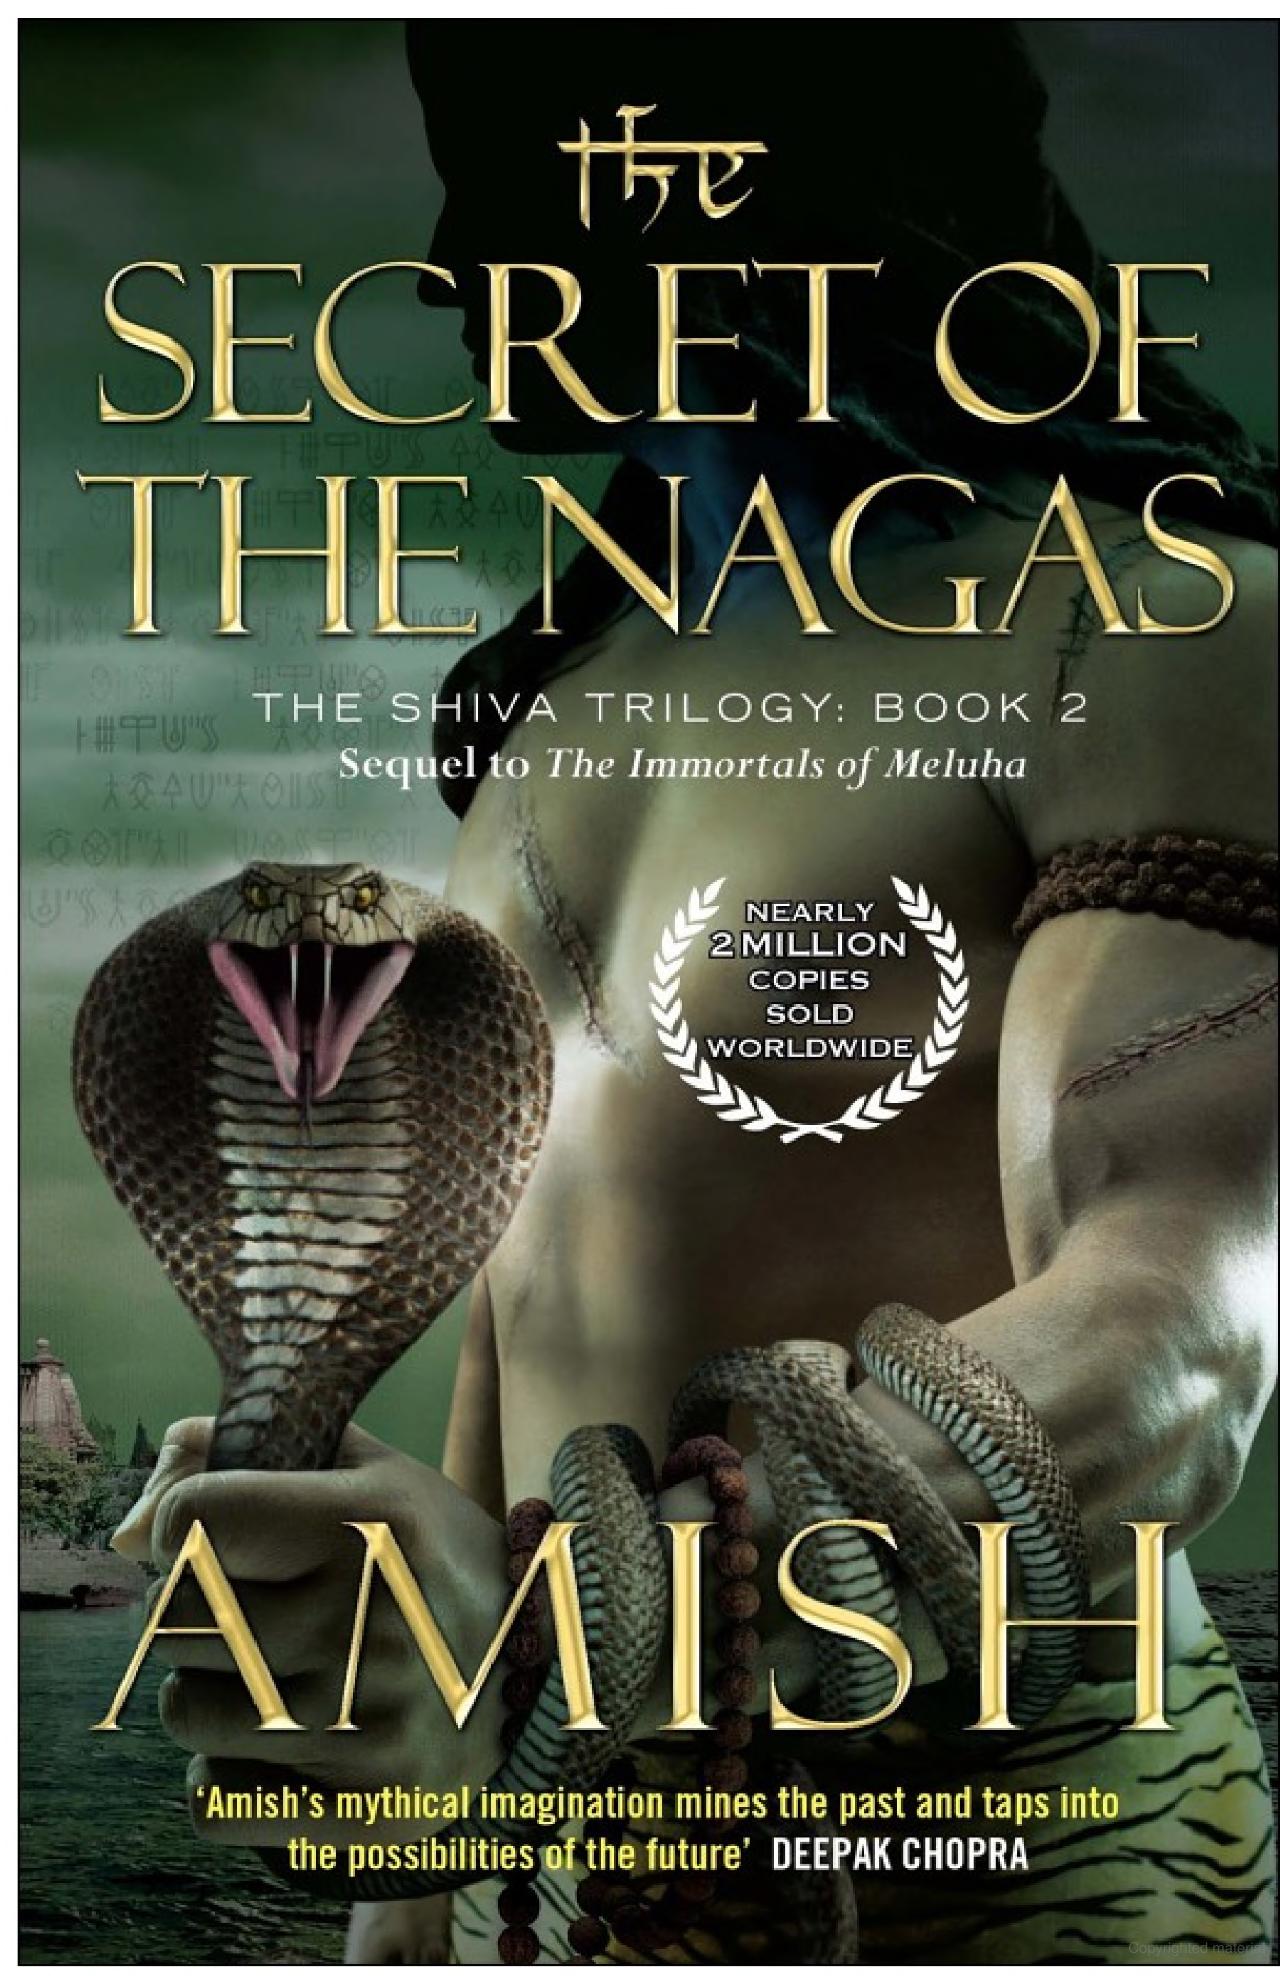 the
SECRET OF
THE NAGAS
THE SHIVA TRILOGY: BOOK 2
Sequel to The Immortals of Meluha
NEARLY
2 MILLION
COPIES
SOLD
WORLDWIDE
AMISH
‘Amish’s mythical imagination mines the past and taps into
the possibilities of the future’ DEEPAK CHOPRA
Copyrighted material